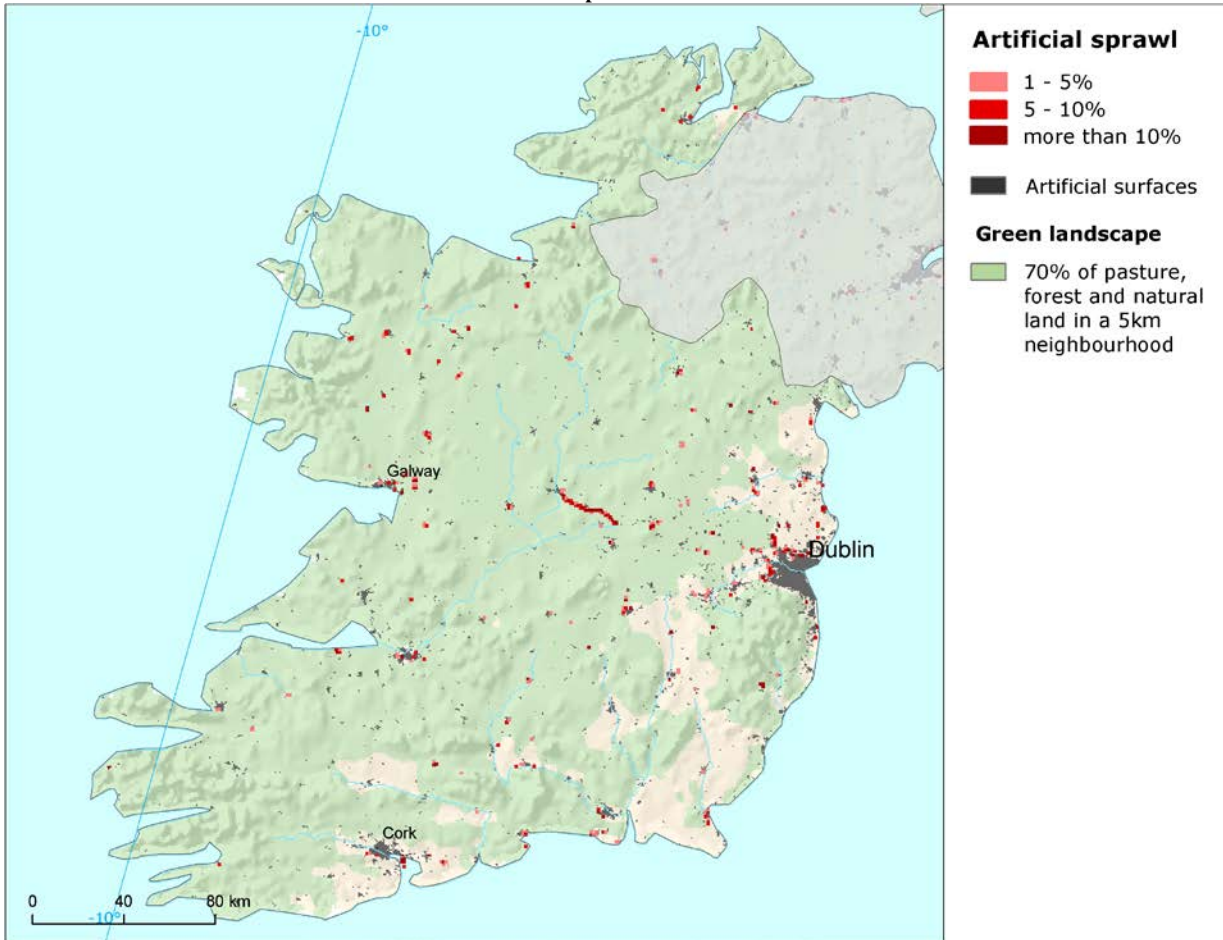 -10°
Galway
Dublin
Cork
0 40 80 km
-10°
Artificial sprawl
1 - 5%
5 - 10%
more than 10%
Artificial surfaces
Green landscape
70% of pasture,
forest and natural
land in a 5km
neighbourhood